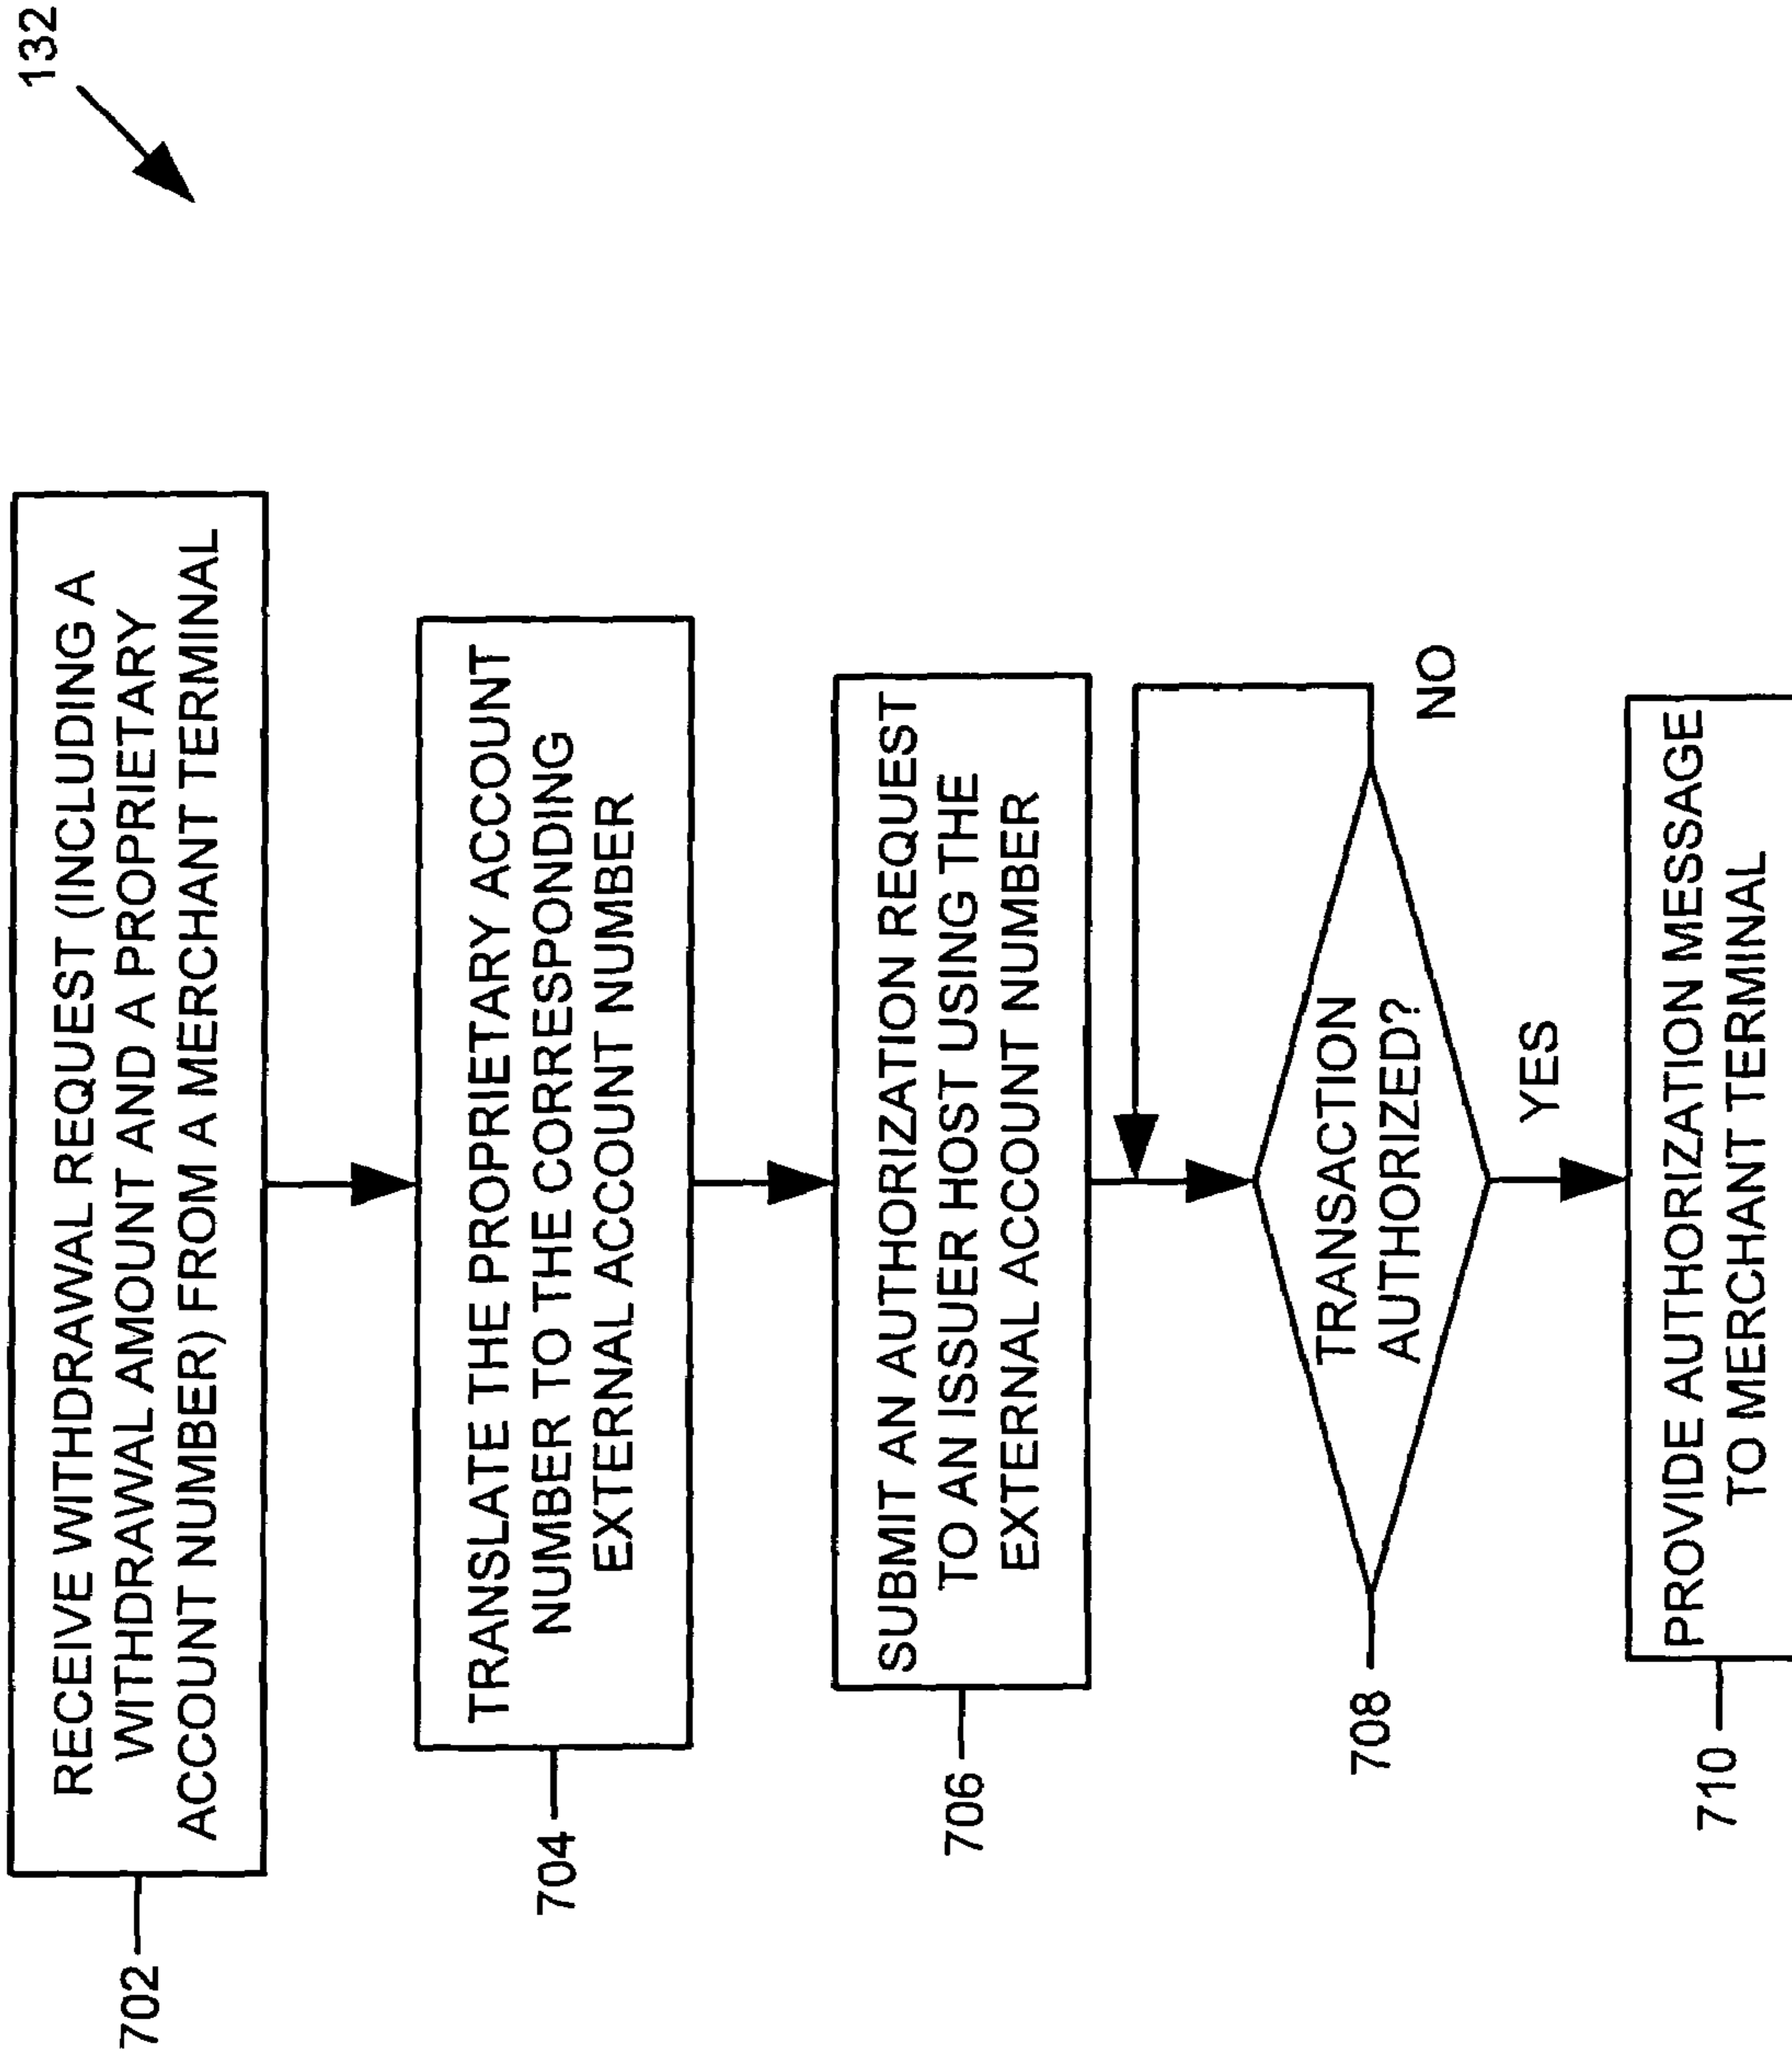 132
702
RECEIVE WITHDRAWAL REQUEST (INCLUDING A
WITHDRAWAL AMOUNT AND A PROPRIETARY
ACCOUNT NUMBER) FROM A MERCHANT TERMINAL
704
TRANSLATE THE PROPRIETARY ACCOUNT
NUMBER TO THE CORRESPONDING
EXTERNAL ACCOUNT NUMBER
706
SUBMIT AN AUTHORIZATION REQUEST
TO AN ISSUER HOST USING THE
EXTERNAL ACCOUNT NUMBER
708
TRANSACTION
AUTHORIZED?
NO
YES
710
PROVIDE AUTHORIZATION MESSAGE
TO MERCHANT TERMINAL